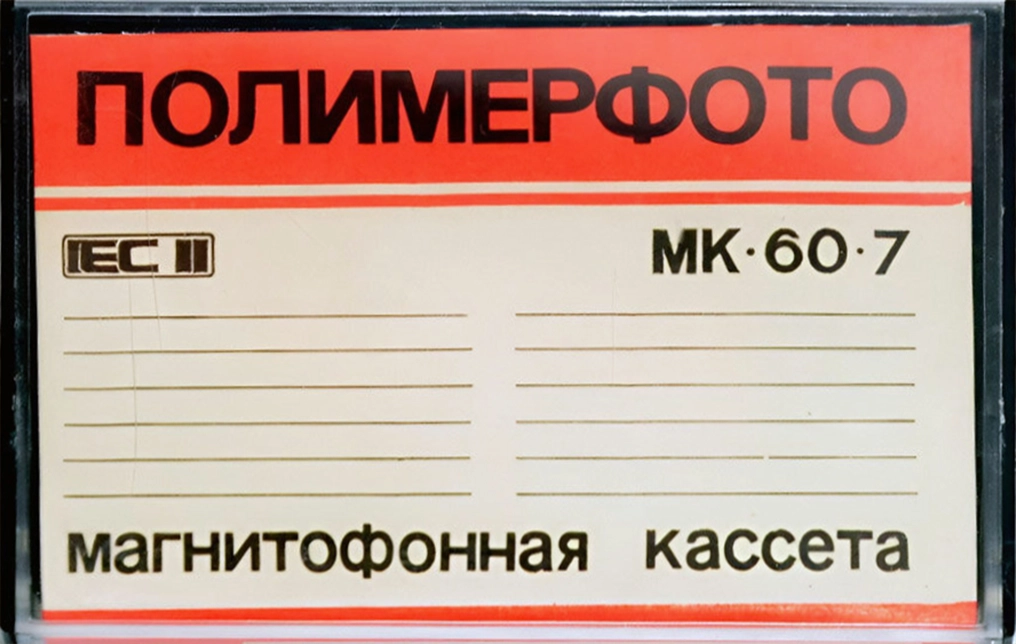 ПОЛИМЕРФОТО
IEC II МК·60·7
магнитофонная кассета